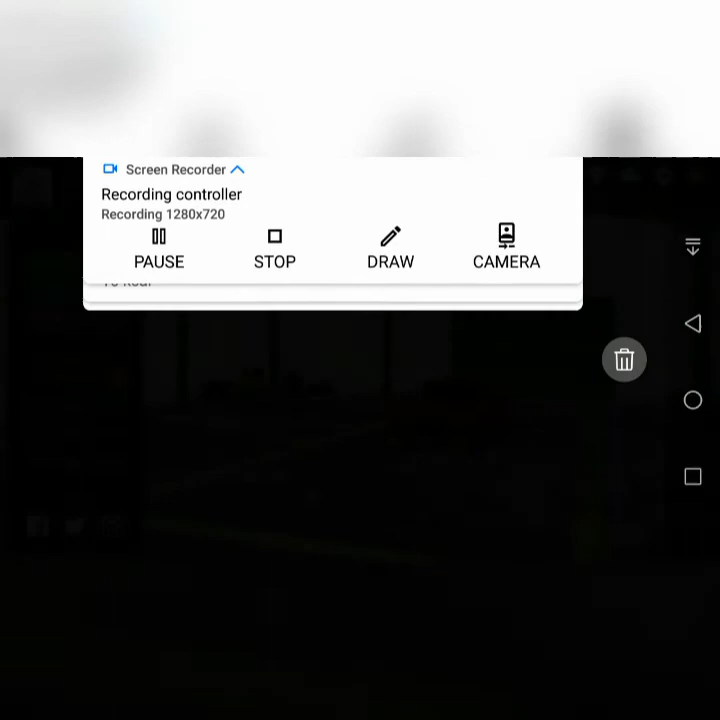 Screen Recorder
Recording controller
Recording 1280x720
PAUSE STOP DRAW CAMERA